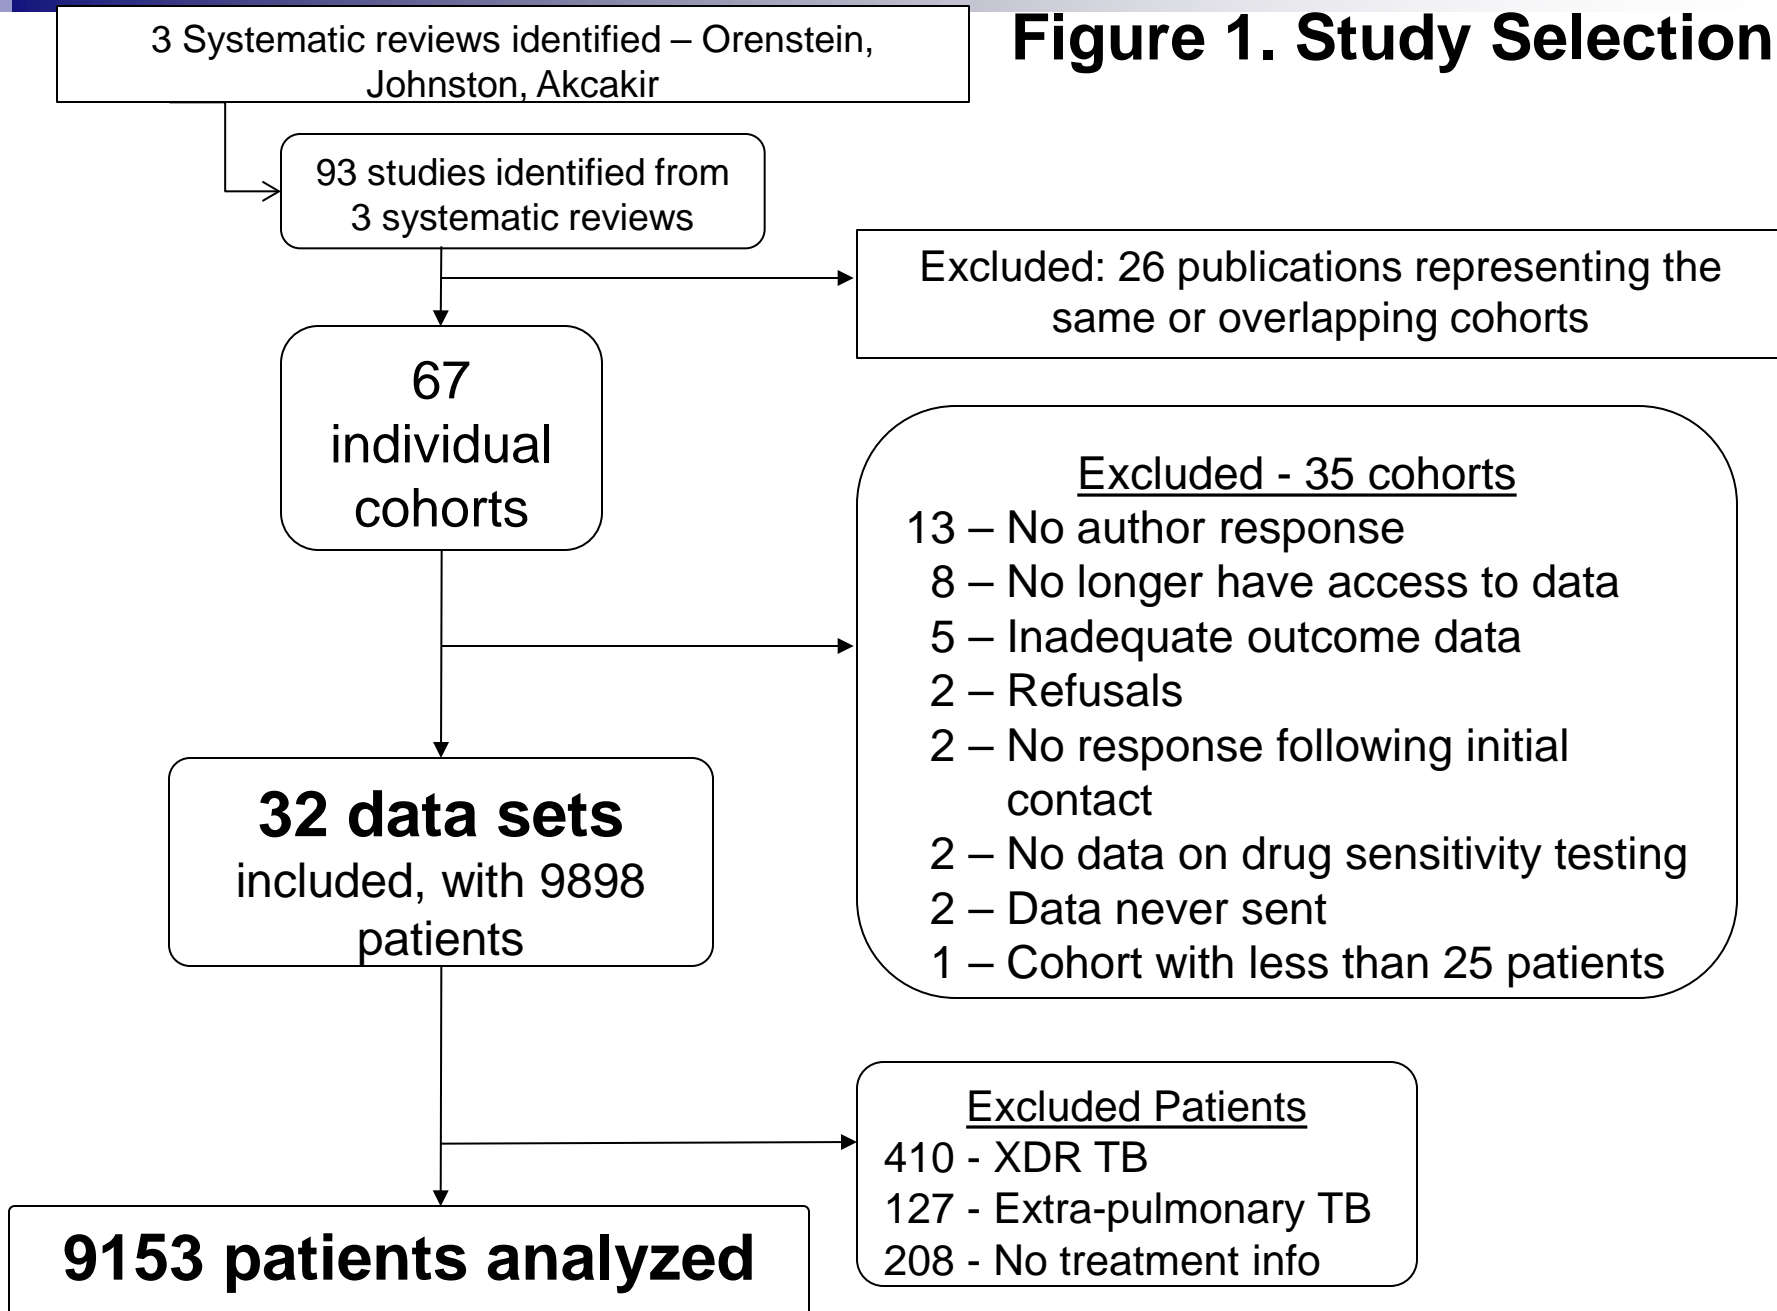 Figure 1. Study Selection
3 Systematic reviews identified – Orenstein,
Johnston, Akcakir
93 studies identified from
3 systematic reviews
Excluded: 26 publications representing the
same or overlapping cohorts
67
individual
cohorts
Excluded - 35 cohorts
13 – No author response
8 – No longer have access to data
5 – Inadequate outcome data
2 – Refusals
2 – No response following initial
contact
2 – No data on drug sensitivity testing
2 – Data never sent
1 – Cohort with less than 25 patients
32 data sets
included, with 9898
patients
Excluded Patients
410 - XDR TB
127 - Extra-pulmonary TB
208 - No treatment info
9153 patients analyzed